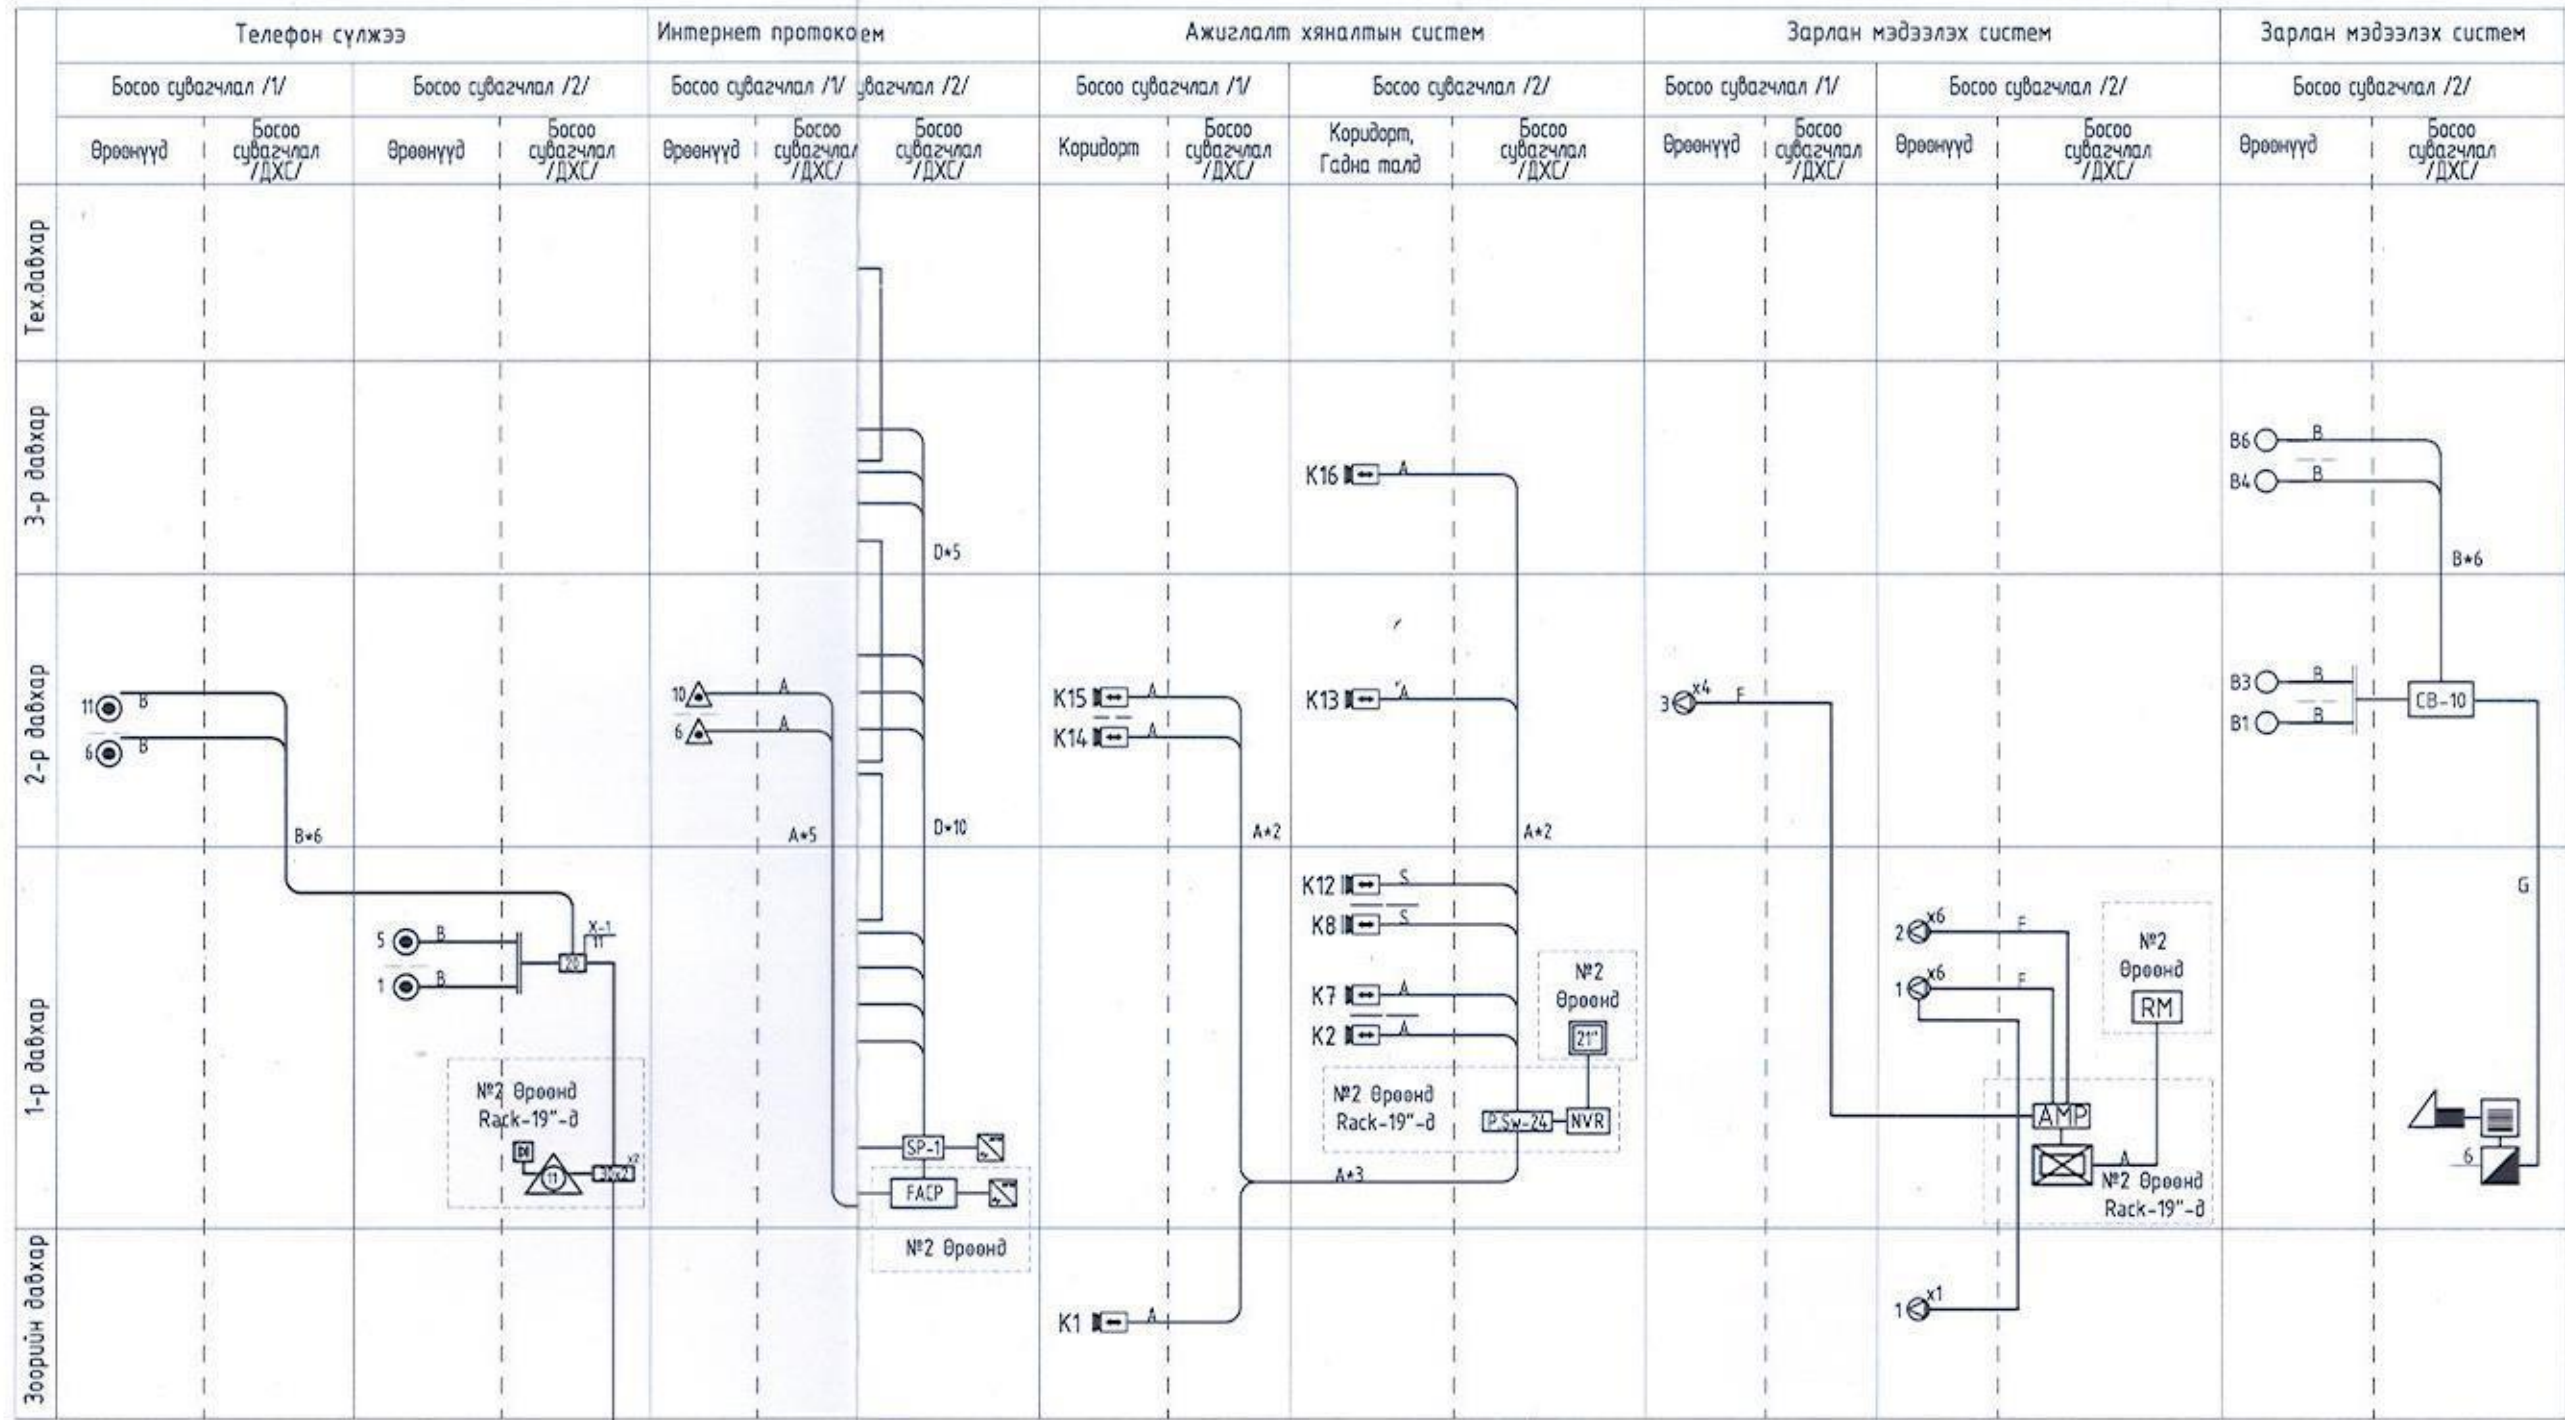 Телефон сүлжээ
Интернет протоко
ем
Ажиглалт хяналтын систем
Зарлан мэдээлэх систем
Зарлан мэдээлэх систем
Босоо сувагчлал /1/
Босоо сувагчлал /2/
Босоо сувагчлал /1/
увагчлал /2/
Босоо сувагчлал /1/
Босоо сувагчлал /2/
Босоо сувагчлал /1/
Босоо сувагчлал /2/
Босоо сувагчлал /2/
Өрөөнүүд
Босоо
сувагчлал
/ДХС/
Өрөөнүүд
Босоо
сувагчлал
/ДХС/
Өрөөнүүд
Босоо
сувагчлал
/ДХС/
Босоо
сувагчлал
/ДХС/
Коридорт
Босоо
сувагчлал
/ДХС/
Коридорт,
Гадна талд
Босоо
сувагчлал
/ДХС/
Өрөөнүүд
Босоо
сувагчлал
/ДХС/
Өрөөнүүд
Босоо
сувагчлал
/ДХС/
Өрөөнүүд
Босоо
сувагчлал
/ДХС/
Тех.давхар
3-р давхар
K16
A
B6
B
B4
B
D*5
B*6
2-р давхар
11
B
6
B
10
A
6
A
K15
A
K14
A
K13
A
3
x4
F
B3
B
B1
B
CB-10
B*6
A*5
D*10
A*2
A*2
1-р давхар
5
B
1
B
X-1
11
20
№2 Өрөөнд
Rack-19"-д
11
x2
SP-1
FACP
№2 Өрөөнд
K12
S
K8
S
K7
A
K2
A
№2
Өрөөнд
21"
№2 Өрөөнд
Rack-19"-д
P.Sw-24
NVR
A*3
2
x6
F
1
x6
F
№2
Өрөөнд
RM
AMP
A
№2 Өрөөнд
Rack-19"-д
G
6
Зоорийн давхар
K1
A
1
x1